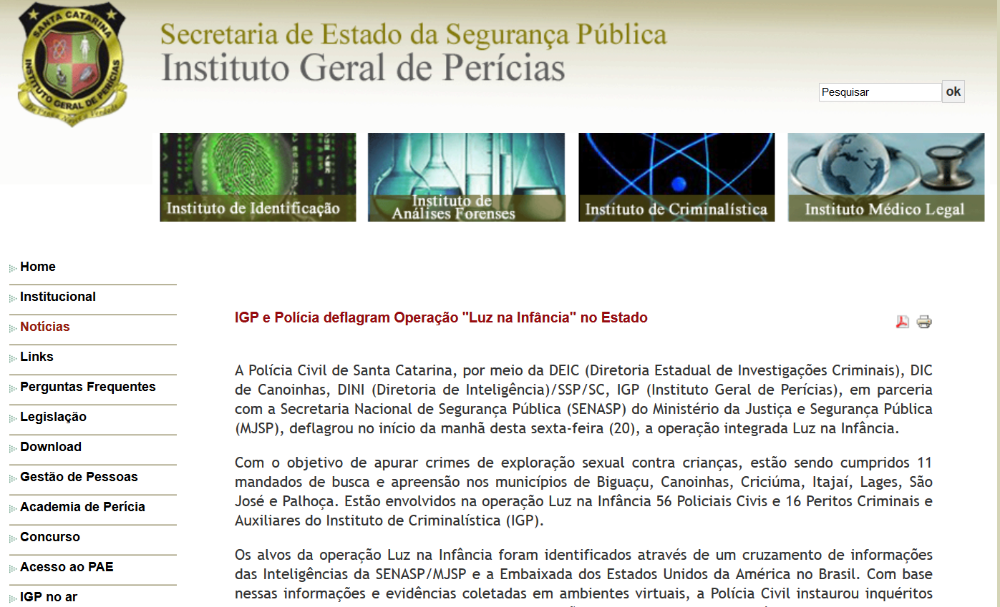 SANTA CATARINA
INSTITUTO GERAL DE PERÍCIAS
Secretaria de Estado da Segurança Pública
Instituto Geral de Perícias
Pesquisar ok
Instituto de Identificação
Instituto de
Análises Forenses
Instituto de Criminalística
Instituto Médico Legal
Home
Institucional
Notícias
Links
Perguntas Frequentes
Legislação
Download
Gestão de Pessoas
Academia de Perícia
Concurso
Acesso ao PAE
IGP no ar
IGP e Polícia deflagram Operação "Luz na Infância" no Estado
A Polícia Civil de Santa Catarina, por meio da DEIC (Diretoria Estadual de Investigações Criminais), DIC
de Canoinhas, DINI (Diretoria de Inteligência)/SSP/SC, IGP (Instituto Geral de Perícias), em parceria
com a Secretaria Nacional de Segurança Pública (SENASP) do Ministério da Justiça e Segurança Pública
(MJSP), deflagrou no início da manhã desta sexta-feira (20), a operação integrada Luz na Infância.
Com o objetivo de apurar crimes de exploração sexual contra crianças, estão sendo cumpridos 11
mandados de busca e apreensão nos municípios de Biguaçu, Canoinhas, Criciúma, Itajaí, Lages, São
José e Palhoça. Estão envolvidos na operação Luz na Infância 56 Policiais Civis e 16 Peritos Criminais e
Auxiliares do Instituto de Criminalística (IGP).
Os alvos da operação Luz na Infância foram identificados através de um cruzamento de informações
das Inteligências da SENASP/MJSP e a Embaixada dos Estados Unidos da América no Brasil. Com base
nessas informações e evidências coletadas em ambientes virtuais, a Polícia Civil instaurou inquéritos